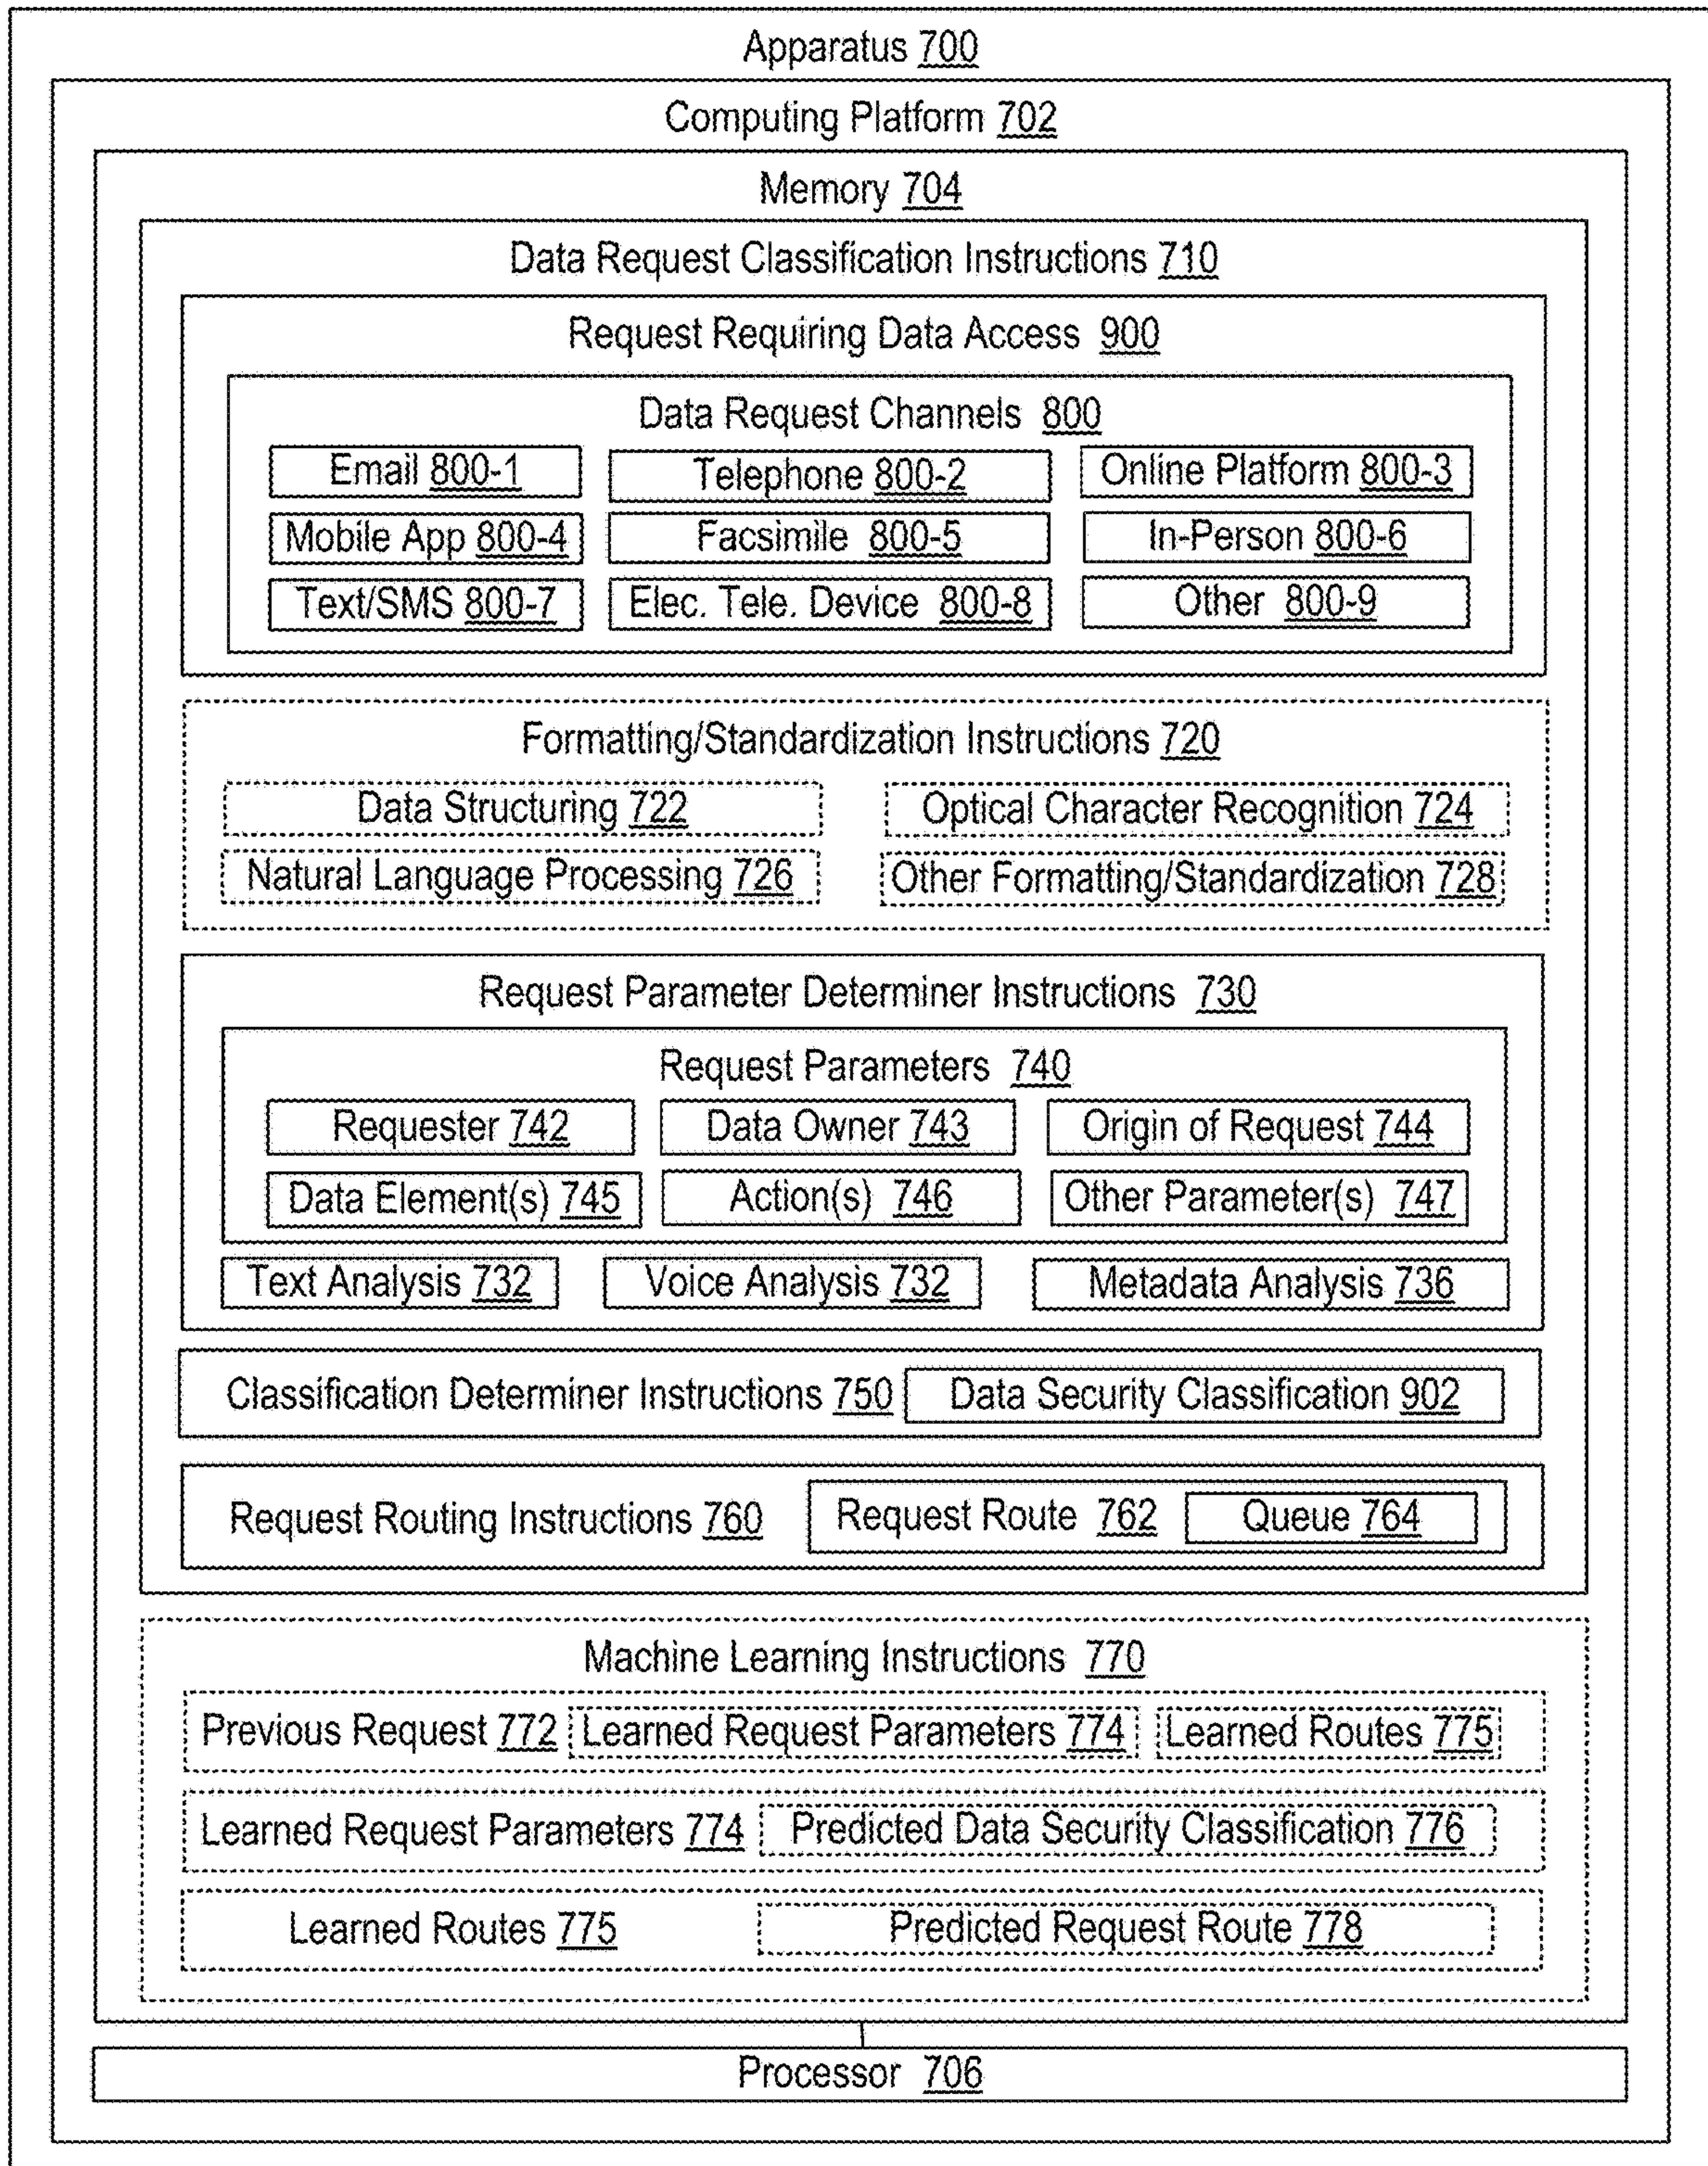 Apparatus 700
Computing Platform 702
Memory 704
Data Request Classification Instructions 710
Request Requiring Data Access 900
Data Request Channels 800
Email 800-1 Telephone 800-2 Online Platform 800-3
Mobile App 800-4 Facsimile 800-5 In-Person 800-6
Text/SMS 800-7 Elec. Tele. Device 800-8 Other 800-9
Formatting/Standardization Instructions 720
Data Structuring 722 Optical Character Recognition 724
Natural Language Processing 726 Other Formatting/Standardization 728
Request Parameter Determiner Instructions 730
Request Parameters 740
Requester 742 Data Owner 743 Origin of Request 744
Data Element(s) 745 Action(s) 746 Other Parameter(s) 747
Text Analysis 732 Voice Analysis 732 Metadata Analysis 736
Classification Determiner Instructions 750 Data Security Classification 902
Request Routing Instructions 760 Request Route 762 Queue 764
Machine Learning Instructions 770
Previous Request 772 Learned Request Parameters 774 Learned Routes 775
Learned Request Parameters 774 Predicted Data Security Classification 776
Learned Routes 775 Predicted Request Route 778
Processor 706